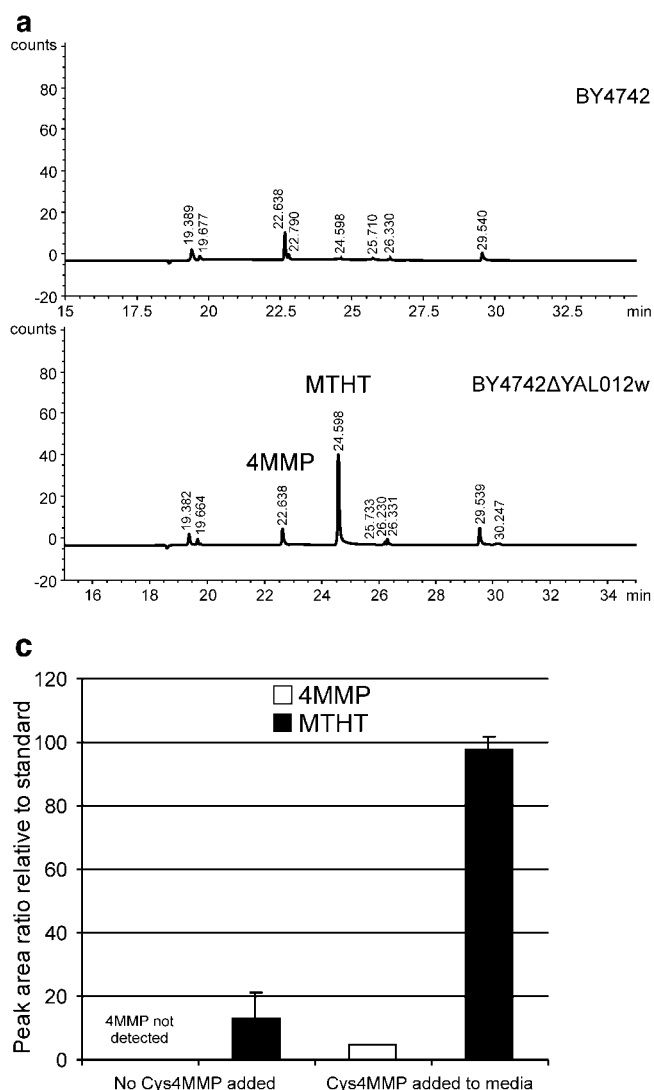 a
counts
BY4742
80
60
40
20
0
-20
19.389
19.677
22.638
22.790
24.598
25.710
26.330
29.540
15 17.5 20 22.5 25 27.5 30 32.5 min
counts
MTHT
BY4742ΔYAL012w
4MMP
80
60
40
20
0
-20
19.382
19.664
22.638
24.598
25.733
26.230
26.331
29.539
30.247
16 18 20 22 24 26 28 30 32 34 min
c
Peak area ratio relative to standard
120
100
80
60
40
20
0
4MMP
MTHT
4MMP not
detected
No Cys4MMP added
Cys4MMP added to media